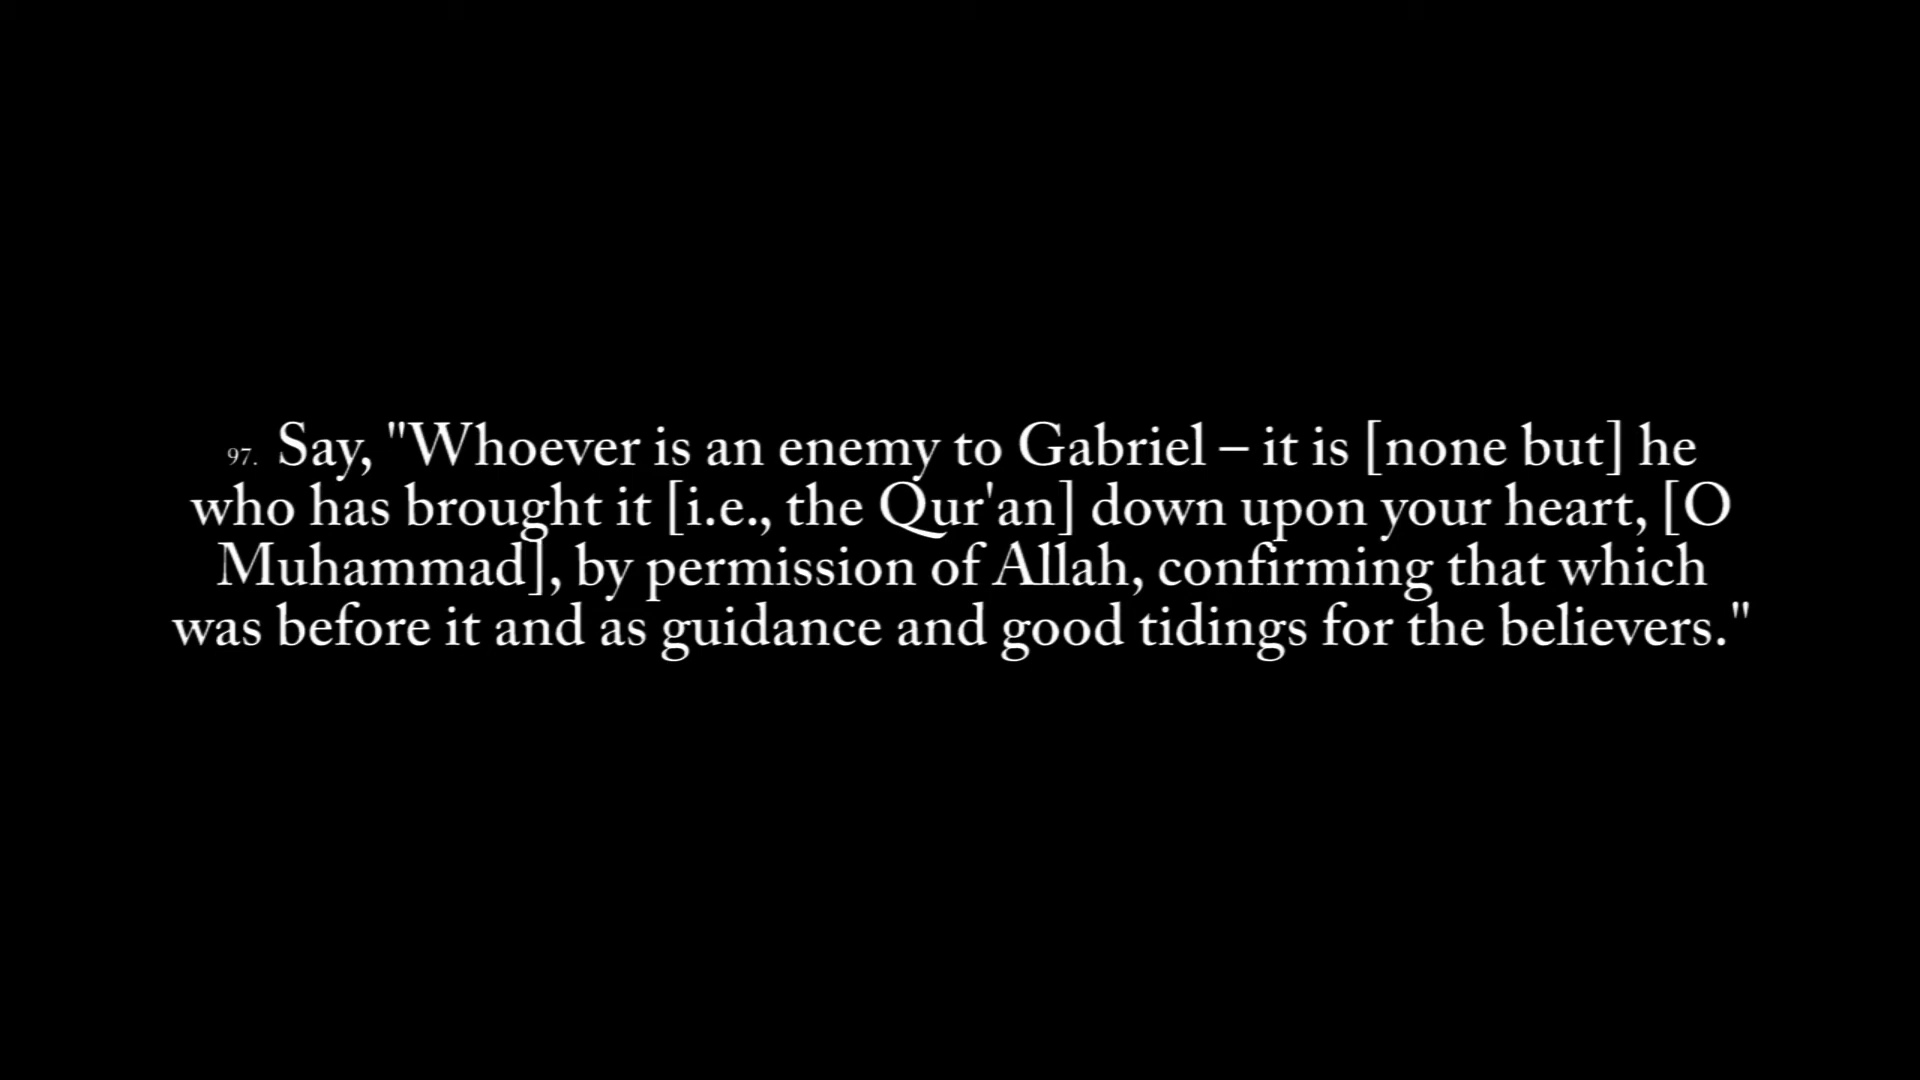 97. Say, "Whoever is an enemy to Gabriel – it is [none but] he
who has brought it [i.e., the Qur'an] down upon your heart, [O
Muhammad], by permission of Allah, confirming that which
was before it and as guidance and good tidings for the believers."